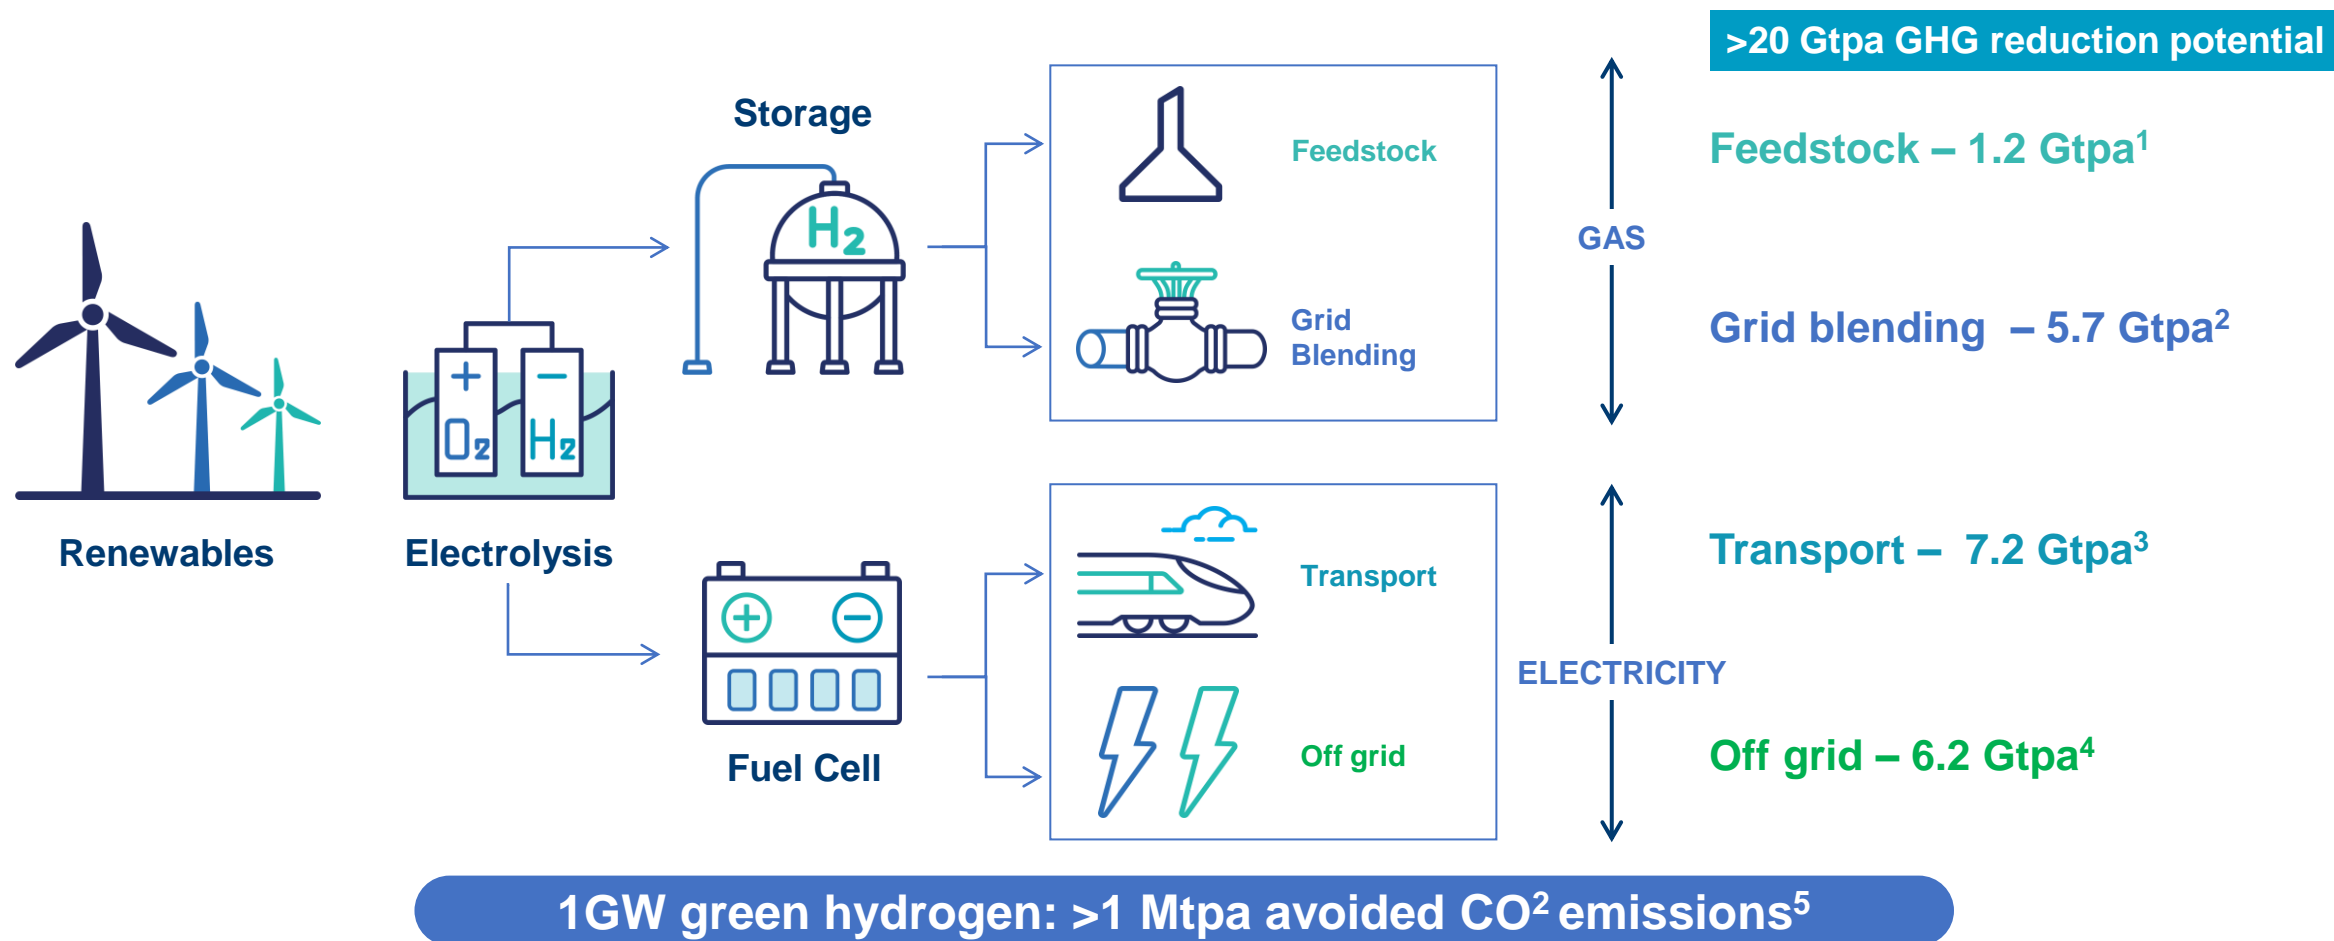 >20 Gtpa GHG reduction potential
Storage
H2
Feedstock
Feedstock – 1.2 Gtpa¹
GAS
Grid
Blending
Grid blending – 5.7 Gtpa²
+
−
O2
H2
Renewables
Electrolysis
+
−
Fuel Cell
Transport
Transport – 7.2 Gtpa³
ELECTRICITY
Off grid
Off grid – 6.2 Gtpa⁴
1GW green hydrogen: >1 Mtpa avoided CO² emissions⁵